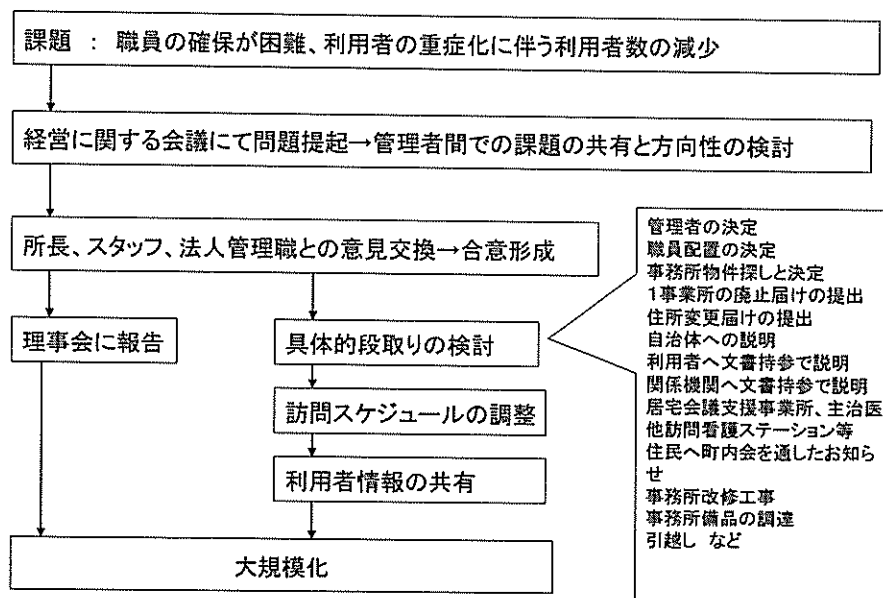 課題 ： 職員の確保が困難、利用者の重症化に伴う利用者数の減少
経営に関する会議にて問題提起→管理者間での課題の共有と方向性の検討
所長、スタッフ、法人管理職との意見交換→合意形成
理事会に報告
具体的段取りの検討
訪問スケジュールの調整
利用者情報の共有
大規模化
管理者の決定
職員配置の決定
事務所物件探しと決定
1事業所の廃止届けの提出
住所変更届けの提出
自治体への説明
利用者へ文書持参で説明
関係機関へ文書持参で説明
居宅会議支援事業所、主治医
他訪問看護ステーション等
住民へ町内会を通したお知ら
せ
事務所改修工事
事務所備品の調達
引越し など